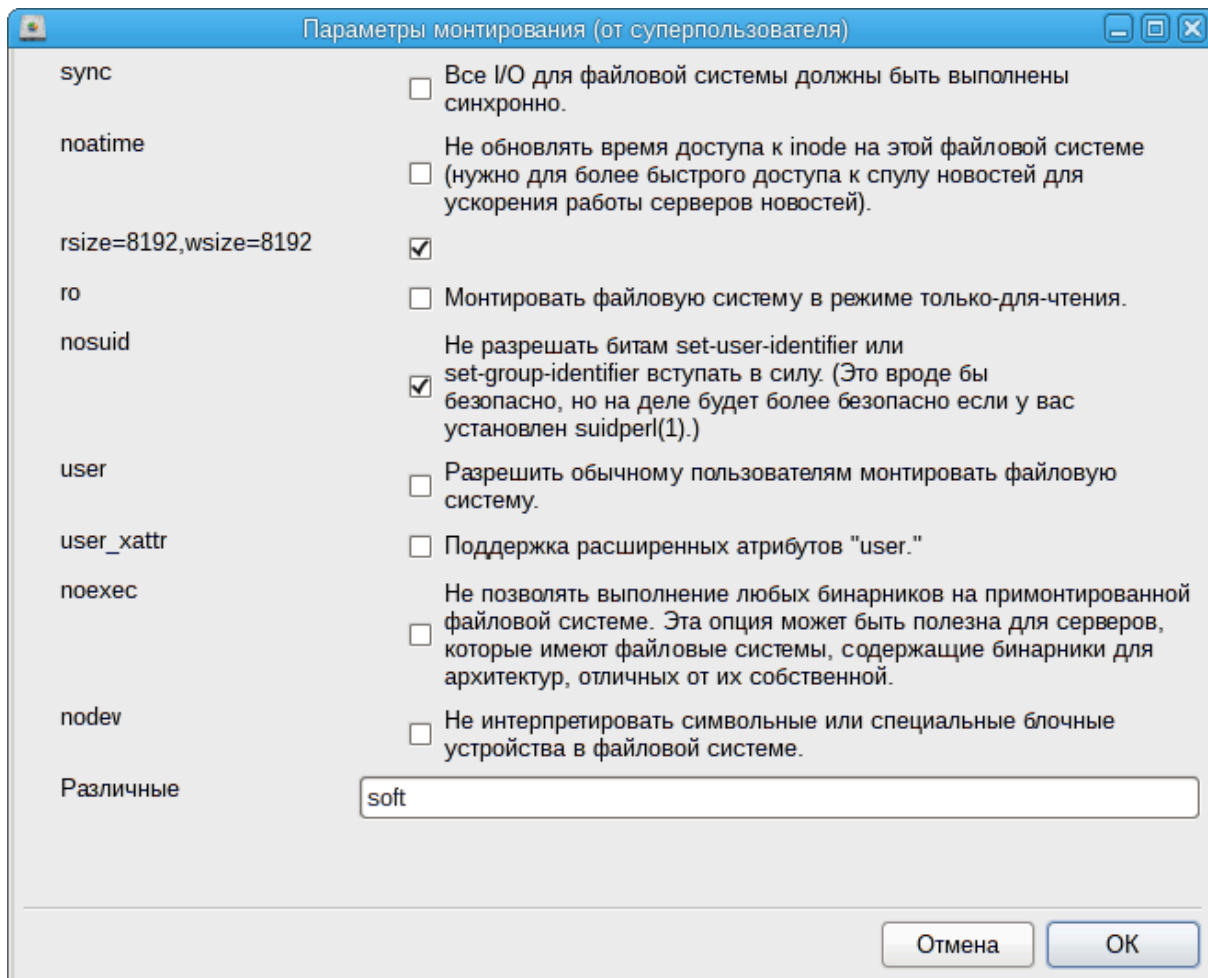 Параметры монтирования (от суперпользователя)
sync
Все I/O для файловой системы должны быть выполнены
синхронно.
noatime
Не обновлять время доступа к inode на этой файловой системе
(нужно для более быстрого доступа к спулу новостей для
ускорения работы серверов новостей).
rsize=8192,wsize=8192
ro
Монтировать файловую систему в режиме только-для-чтения.
nosuid
Не разрешать битам set-user-identifier или
set-group-identifier вступать в силу. (Это вроде бы
безопасно, но на деле будет более безопасно если у вас
установлен suidperl(1).)
user
Разрешить обычному пользователям монтировать файловую
систему.
user_xattr
Поддержка расширенных атрибутов "user."
noexec
Не позволять выполнение любых бинарников на примонтированной
файловой системе. Эта опция может быть полезна для серверов,
которые имеют файловые системы, содержащие бинарники для
архитектур, отличных от их собственной.
nodev
Не интерпретировать символьные или специальные блочные
устройства в файловой системе.
Различные
soft
Отмена
OK